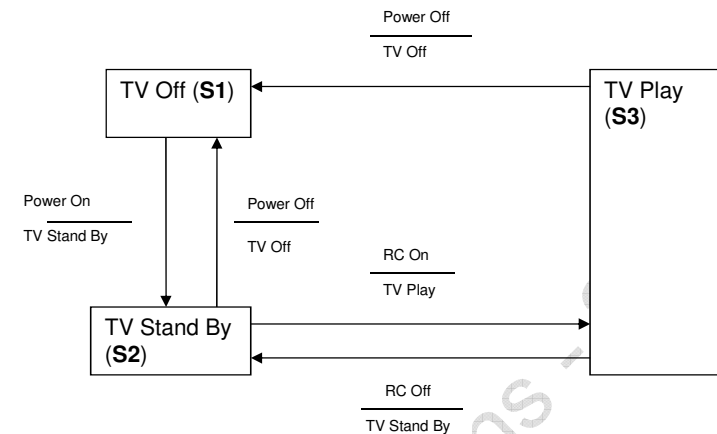 Power Off
TV Off
TV Off (S1)
TV Play
(S3)
Power On
TV Stand By
Power Off
TV Off
RC On
TV Play
TV Stand By
(S2)
RC Off
TV Stand By